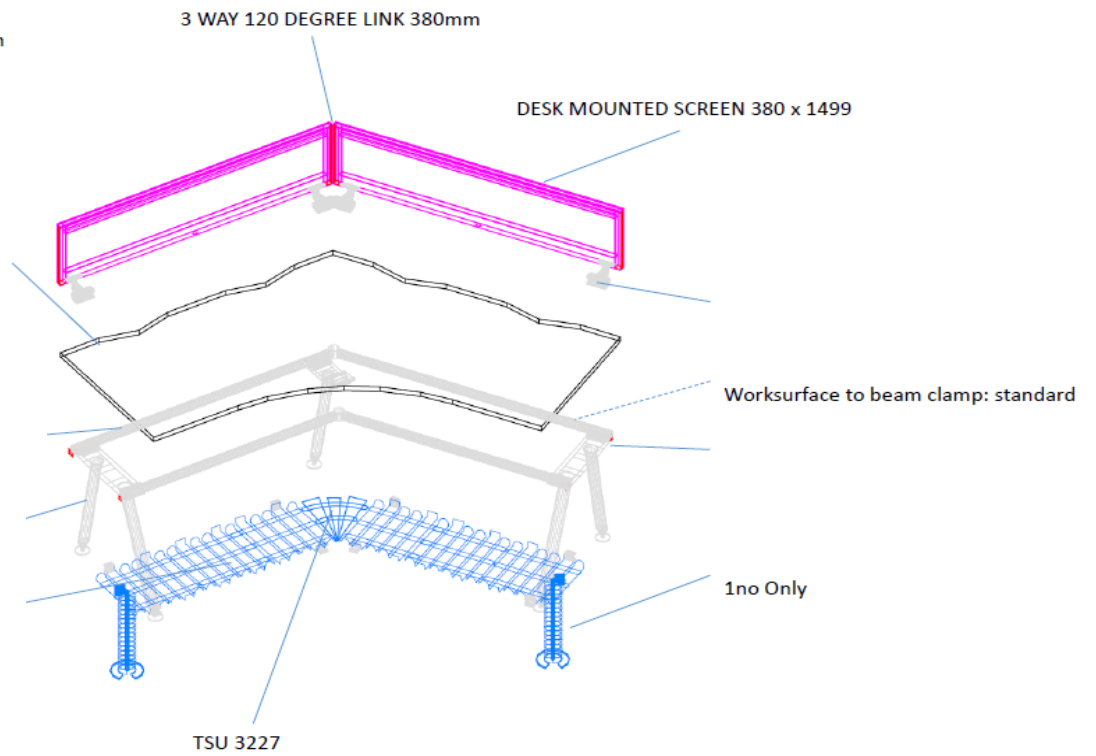 3 WAY 120 DEGREE LINK 380mm
DESK MOUNTED SCREEN 380 x 1499
Worksurface to beam clamp: standard
1no Only
TSU 3227